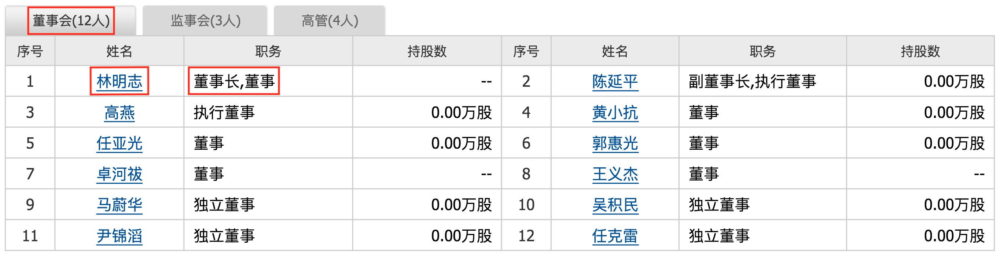 董事会(12人) 监事会(3人) 高管(4人)
序号 姓名 职务 持股数 序号 姓名 职务 持股数
1 林明志 董事长,董事 -- 2 陈延平 副董事长,执行董事 0.00万股
3 高燕 执行董事 0.00万股 4 黄小抗 董事 0.00万股
5 任亚光 董事 0.00万股 6 郭惠光 董事 0.00万股
7 卓河祓 董事 -- 8 王义杰 董事 --
9 马蔚华 独立董事 0.00万股 10 吴积民 独立董事 0.00万股
11 尹锦滔 独立董事 0.00万股 12 任克雷 独立董事 0.00万股